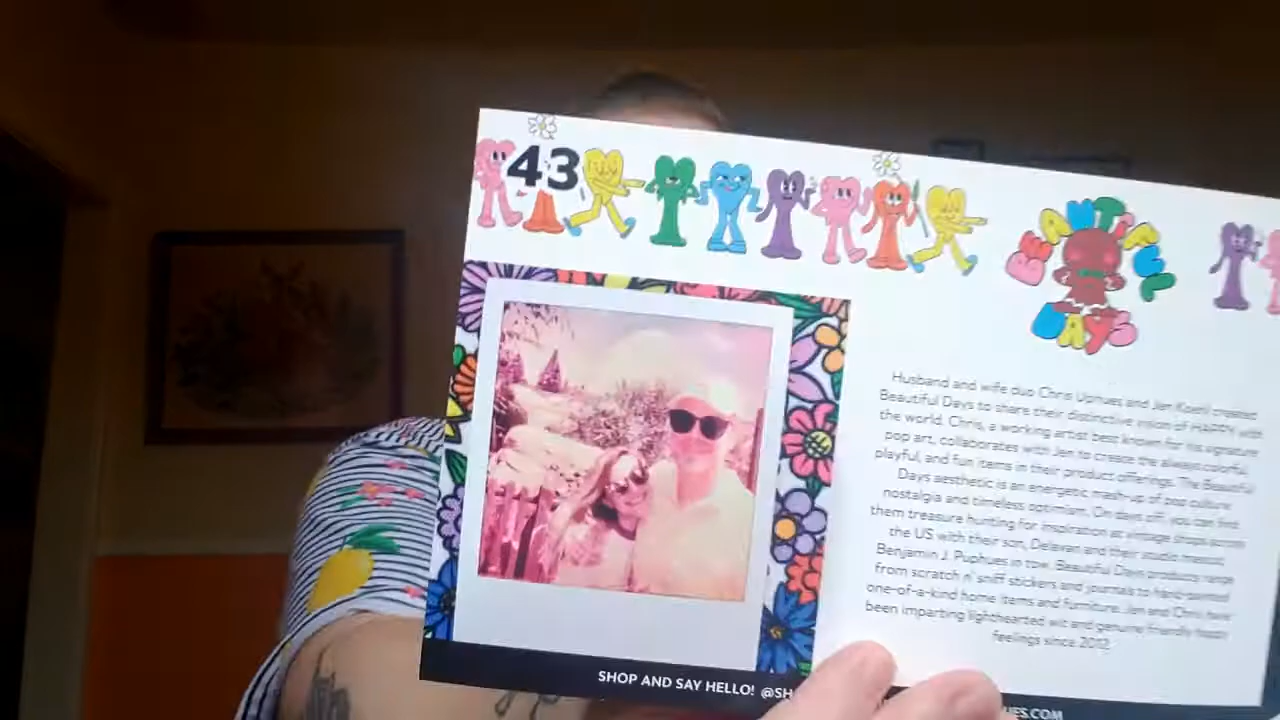 43
BEAUTIFUL
DAYS
Husband and wife duo Chris Uphues and Jen Koehl created
Beautiful Days to share their distinctive vision of HAPPY with
the world. Chris, a working artist best known for his signature
pop art, collaborates with Jen to create the always colorful,
playful, and fun items in their product offerings. The Beautiful
Days aesthetic is an energetic mash-up of pop culture
nostalgia and timeless optimism. On days off, you can find
them treasure hunting for inspiration at vintage shops across
the US with their son, Delevan and their studio mascot,
Benjamin J. Puphues in tow. Beautiful Days products range
from scratch n' sniff stickers and journals to hand-painted
one-of-a-kind home items and furniture. Jen and Chris have
been imparting lighthearted wit and genuine friendly happy
feelings since 2012.
SHOP AND SAY HELLO! @SH
UES.COM